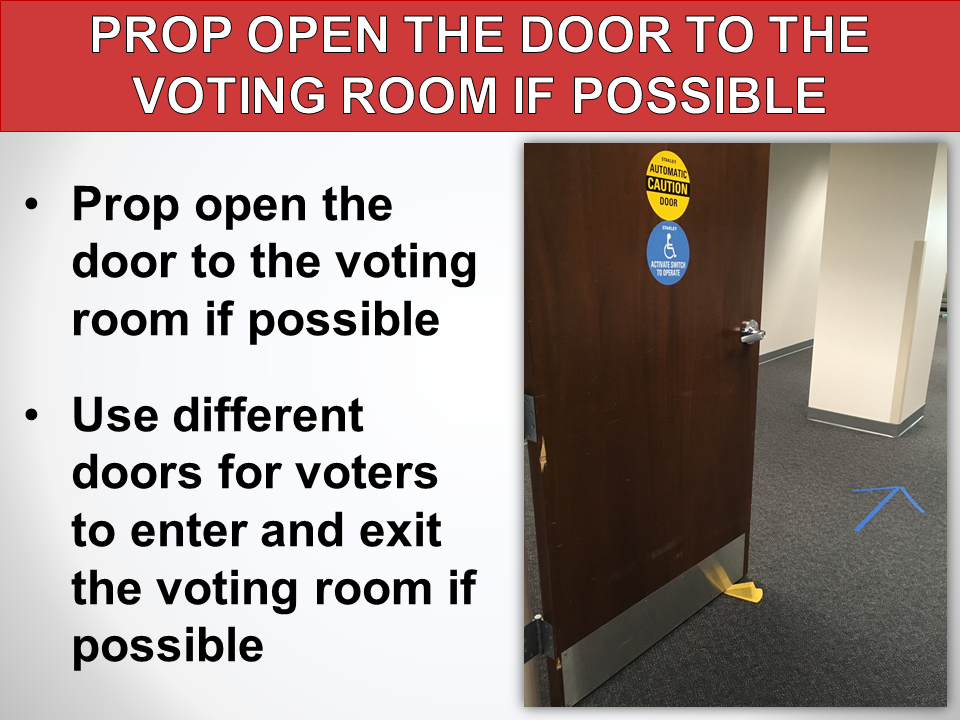 PROP OPEN THE DOOR TO THE
VOTING ROOM IF POSSIBLE
• Prop open the
door to the voting
room if possible
• Use different
doors for voters
to enter and exit
the voting room if
possible
STANLEY
AUTOMATIC
CAUTION
DOOR
STANLEY
ACTIVATE SWITCH
TO OPERATE